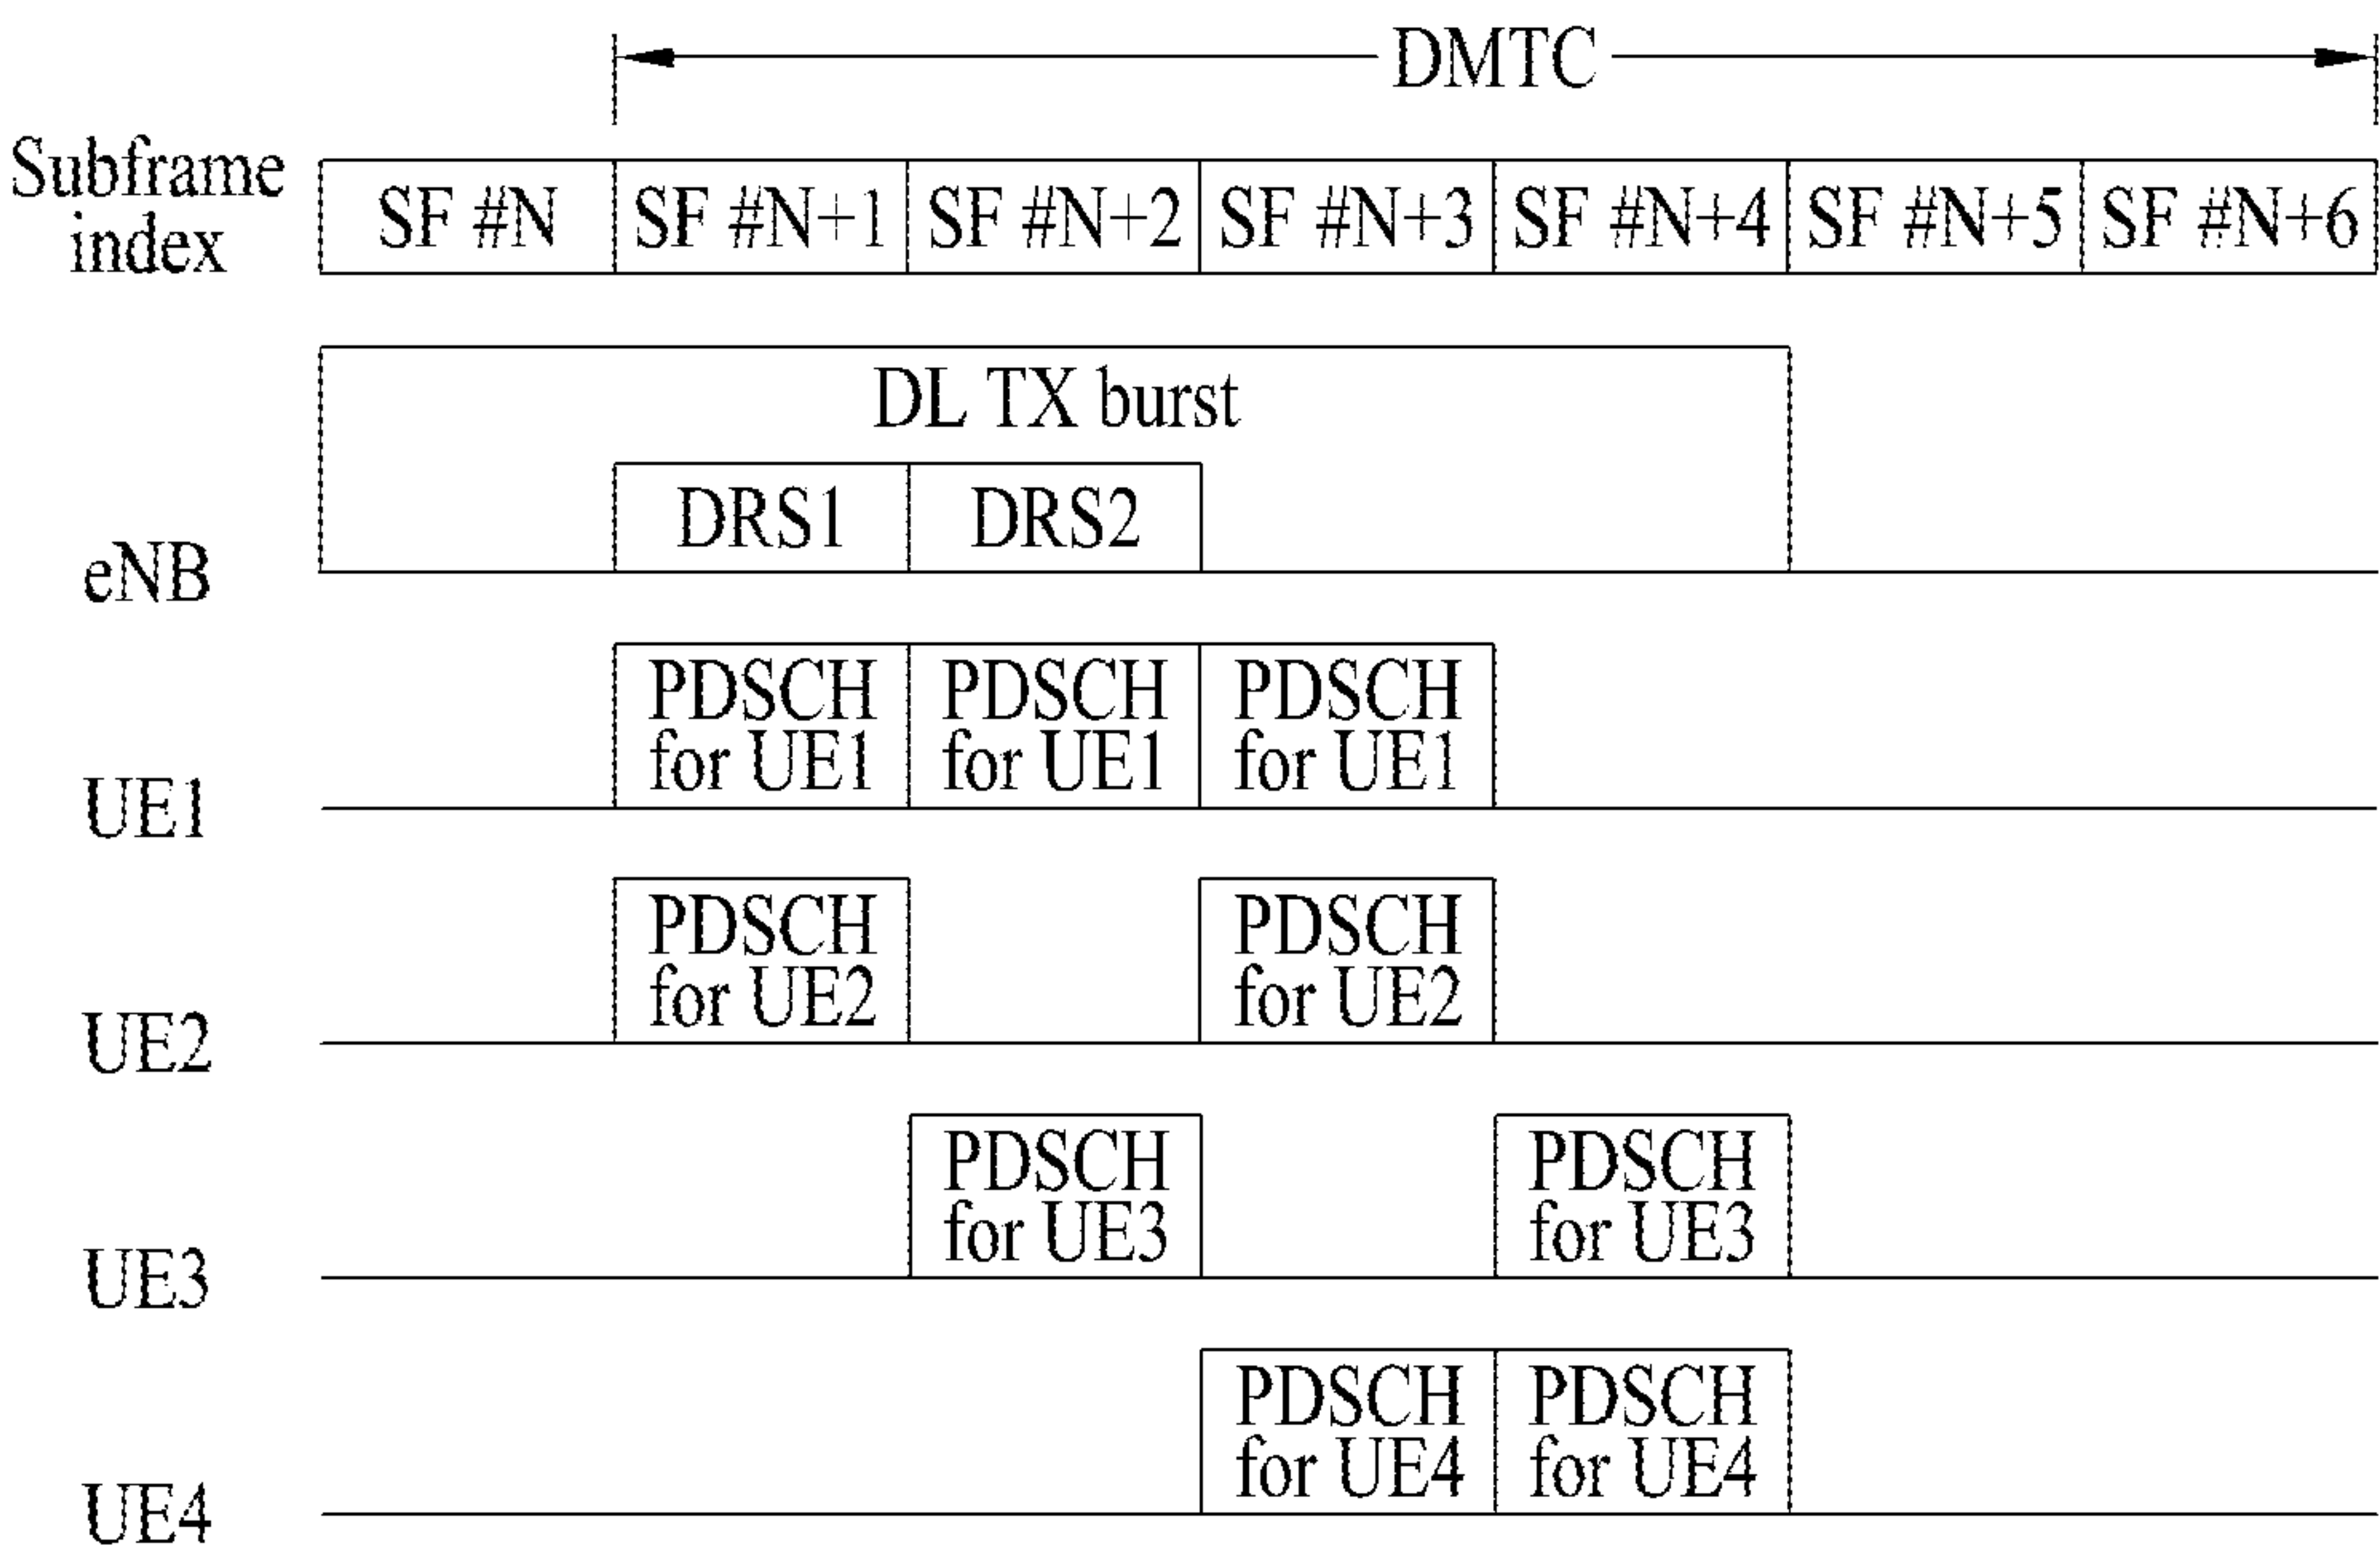 DMTC
Subframe
index
SF #N SF #N+1 SF #N+2 SF #N+3 SF #N+4 SF #N+5 SF #N+6
DL TX burst
DRS1 DRS2
eNB
PDSCH PDSCH PDSCH
for UE1 for UE1 for UE1
UE1
PDSCH PDSCH
for UE2 for UE2
UE2
PDSCH PDSCH
for UE3 for UE3
UE3
PDSCH PDSCH
for UE4 for UE4
UE4